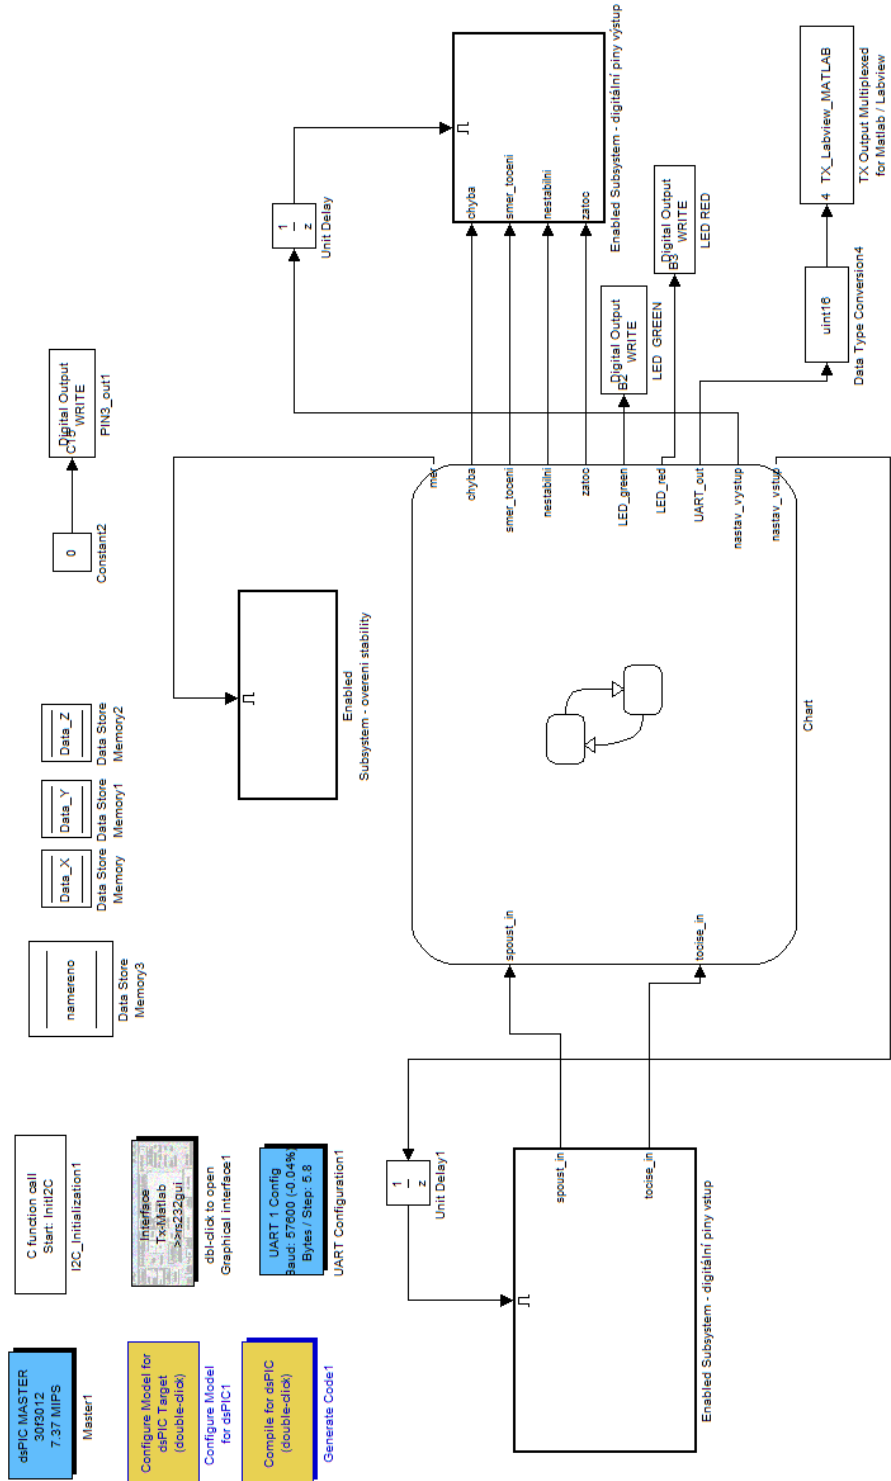 dsPIC MASTER
30f3012
7.37 MIPS
Master1
C function call
Start: InitI2C
I2C_Initialization1
namereno
Data Store
Memory3
Data_X
Data Store
Memory
Data_Y
Data Store
Memory1
Data_Z
Data Store
Memory2
0
Constant2
Digital Output
C15
WRITE
PIN3_out1
Configure Model for
dsPIC Target
(double-click)
Configure Model
for dsPIC1
Interface
Tx-Matlab
>>rs232gui
dbl-click to open
Graphical interface1
Compile for dsPIC
(double-click)
Generate Code1
UART 1 Config
Baud: 57600 (-0.04%)
Bytes / Step: 5.8
UART Configuration1
Enabled
Subsystem - overeni stability
1
z
Unit Delay
1
z
Unit Delay1
chyba
smer_toceni
nestabilni
zatoc
Enabled Subsystem - digitální piny výstup
spoust_in
tocise_in
Enabled Subsystem - digitální piny vstup
spoust_in
tocise_in
mer
chyba
smer_toceni
nestabilni
zatoc
LED_green
LED_red
UART_out
nastav_vystup
nastav_vstup
Chart
Digital Output
B2
WRITE
LED GREEN
Digital Output
B3
WRITE
LED RED
uint16
Data Type Conversion4
4 TX_Labview_MATLAB
TX Output Multiplexed
for Matlab / Labview